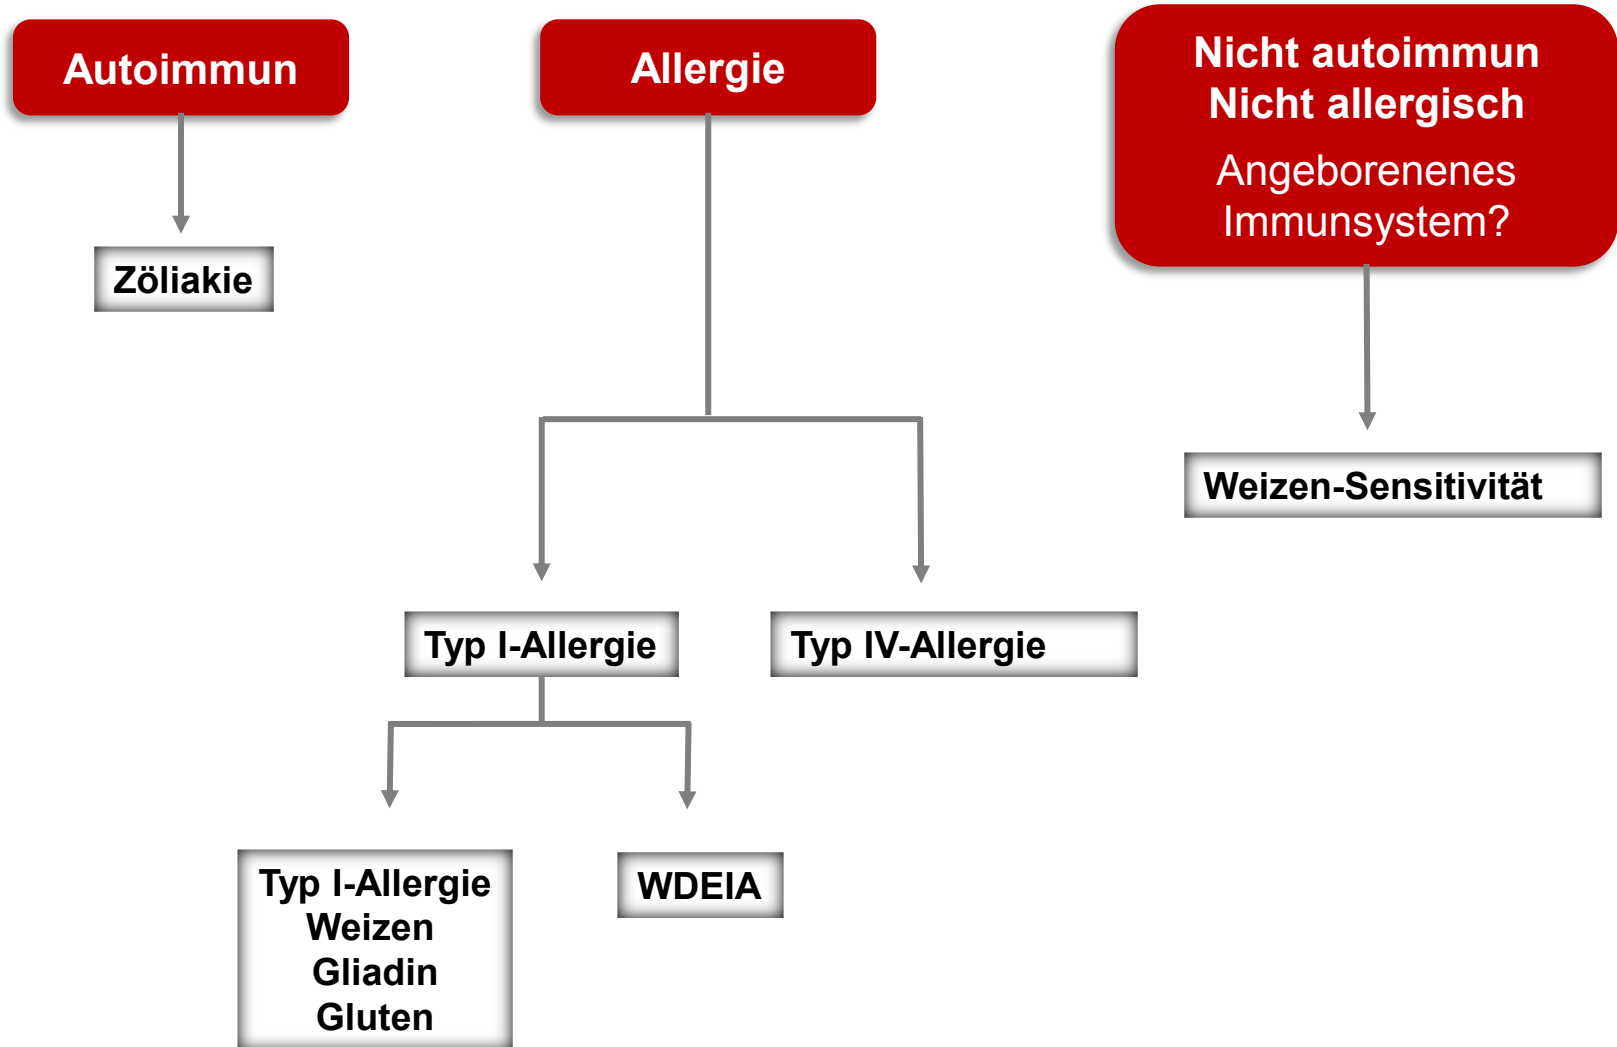 Autoimmun
Allergie
Nicht autoimmun
Nicht allergisch
Angeborenenes
Immunsystem?
Zöliakie
Weizen-Sensitivität
Typ I-Allergie
Typ IV-Allergie
Typ I-Allergie
Weizen
Gliadin
Gluten
WDEIA